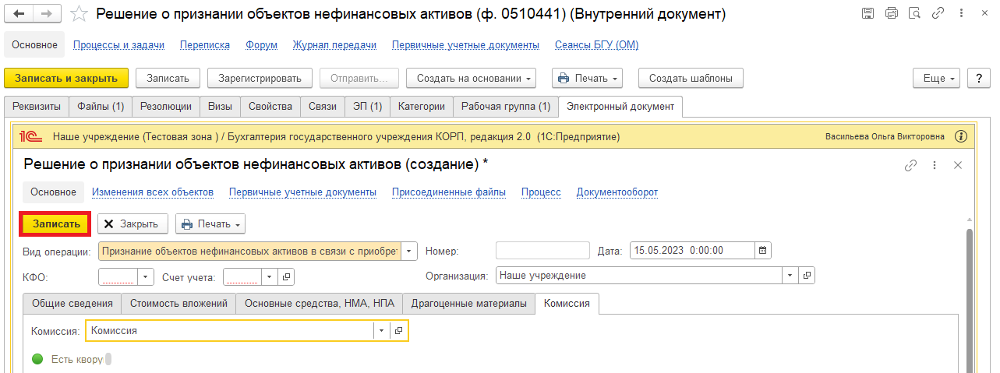 Решение о признании объектов нефинансовых активов (ф. 0510441) (Внутренний документ)
Основное Процессы и задачи Переписка Форум Журнал передачи Первичные учетные документы Сеансы БГУ (ОМ)
Записать и закрыть Записать Зарегистрировать Отправить... Создать на основании Печать Создать шаблоны Еще ?
Реквизиты Файлы (1) Резолюции Визы Свойства Связи ЭП (1) Категории Рабочая группа (1) Электронный документ
1С Наше учреждение (Тестовая зона ) / Бухгалтерия государственного учреждения КОРП, редакция 2.0 (1С:Предприятие) Васильева Ольга Викторовна
Решение о признании объектов нефинансовых активов (создание) *
Основное Изменения всех объектов Первичные учетные документы Присоединенные файлы Процесс Документооборот
Записать Закрыть Печать
Вид операции: Признание объектов нефинансовых активов в связи с приобрет Номер: Дата: 15.05.2023 0:00:00
КФО: Счет учета: Организация: Наше учреждение
Общие сведения Стоимость вложений Основные средства, НМА, НПА Драгоценные материалы Комиссия
Комиссия: Комиссия
Есть квору